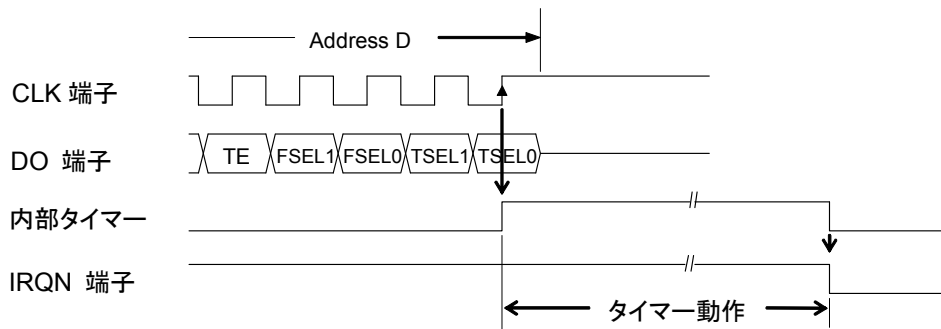 Address D
CLK 端子
DO 端子
TE FSEL1 FSEL0 TSEL1 TSEL0
内部タイマー
IRQN 端子
タイマー動作